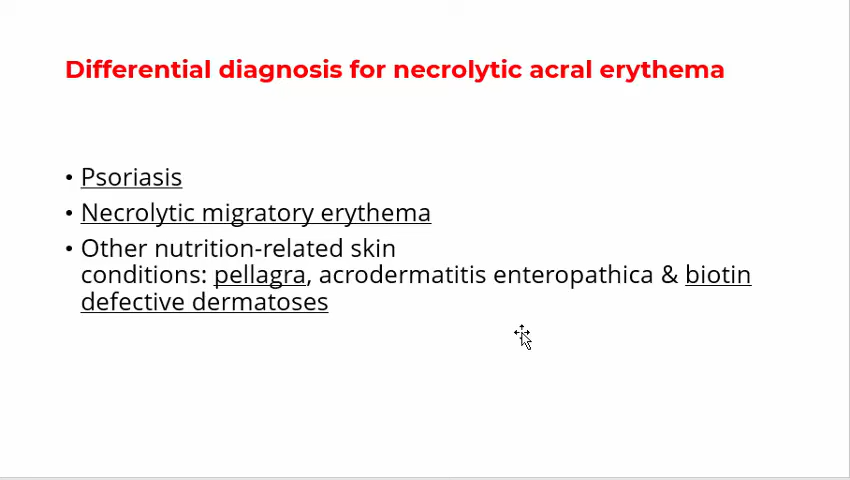 Differential diagnosis for necrolytic acral erythema
• Psoriasis
• Necrolytic migratory erythema
• Other nutrition-related skin
conditions: pellagra, acrodermatitis enteropathica & biotin
defective dermatoses